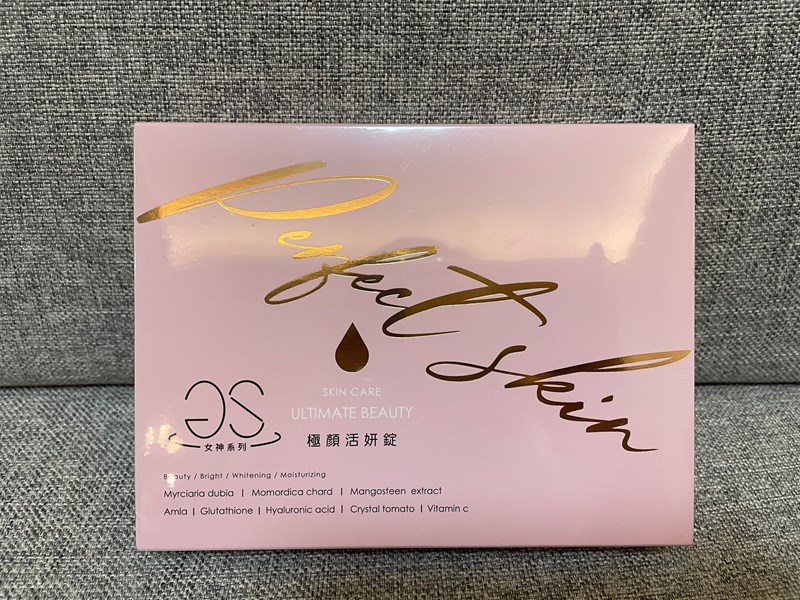 Perfect skin
SKIN CARE
ULTIMATE BEAUTY
極顏活妍錠
GS
女神系列
Beauty / Bright / Whitening / Moisturizing
Myrciaria dubia | Momordica chard | Mangosteen extract
Amla | Glutathione | Hyaluronic acid | Crystal tomato | Vitamin c